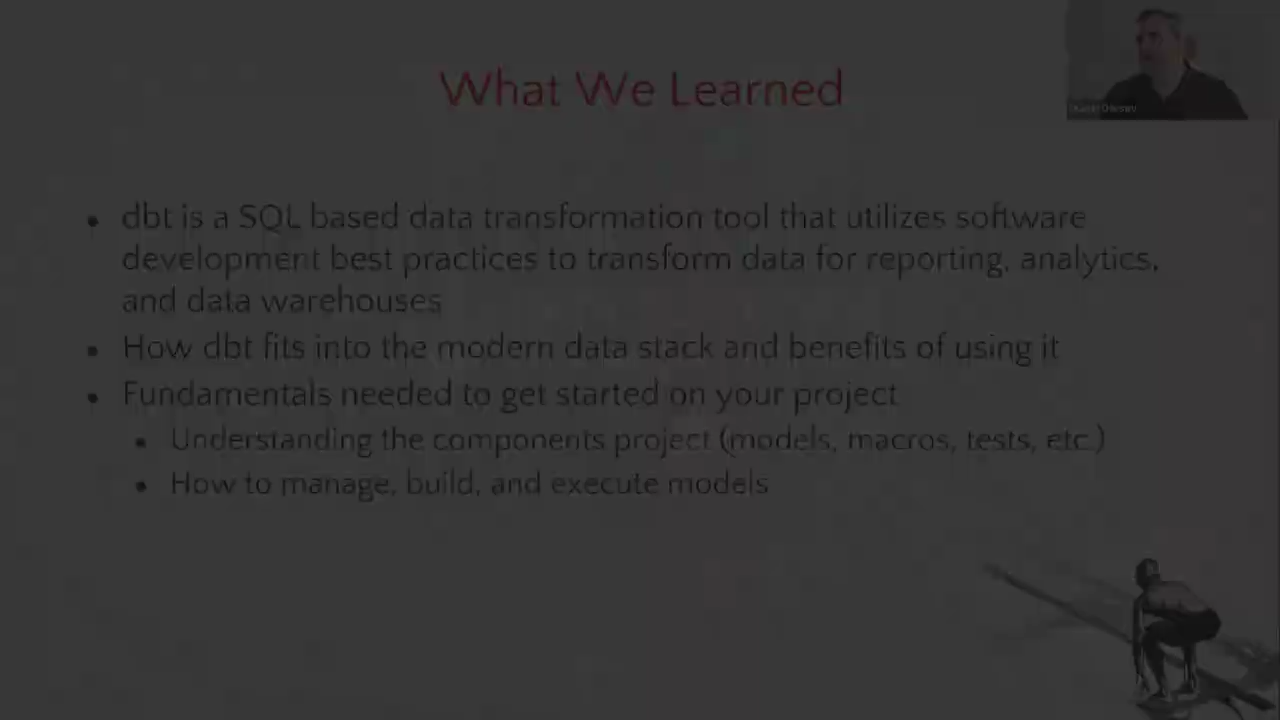 What We Learned
• dbt is a SQL based data transformation tool that utilizes software
development best practices to transform data for reporting, analytics,
and data warehouses
• How dbt fits into the modern data stack and benefits of using it
• Fundamentals needed to get started on your project
• Understanding the components project (models, macros, tests, etc.)
• How to manage, build, and execute models